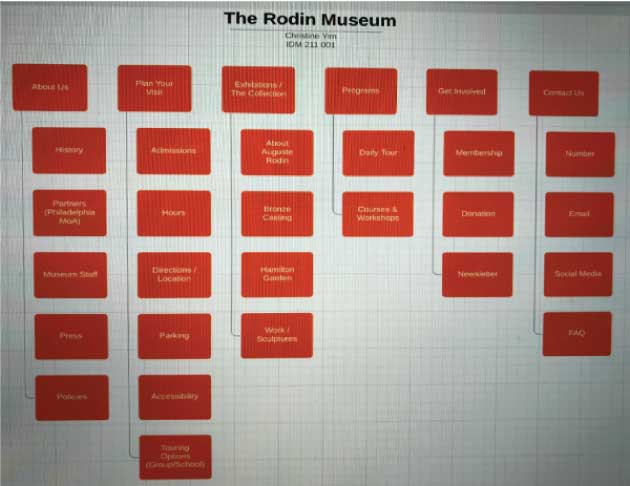 The Rodin Museum
Christine Yim
IDM 211 001
About Us
Plan Your
Visit
Exhibitions /
The Collection
Programs
Get Involved
Contact Us
History
Admissions
About
Auguste
Rodin
Daily Tour
Membership
Number
Partners
(Philadelphia
MoA)
Hours
Bronze
Casting
Courses &
Workshops
Donation
Email
Museum Staff
Directions /
Location
Hamilton
Garden
Newsletter
Social Media
Press
Parking
Work /
Sculptures
FAQ
Policies
Accessibility
Touring
Options
(Group/School)